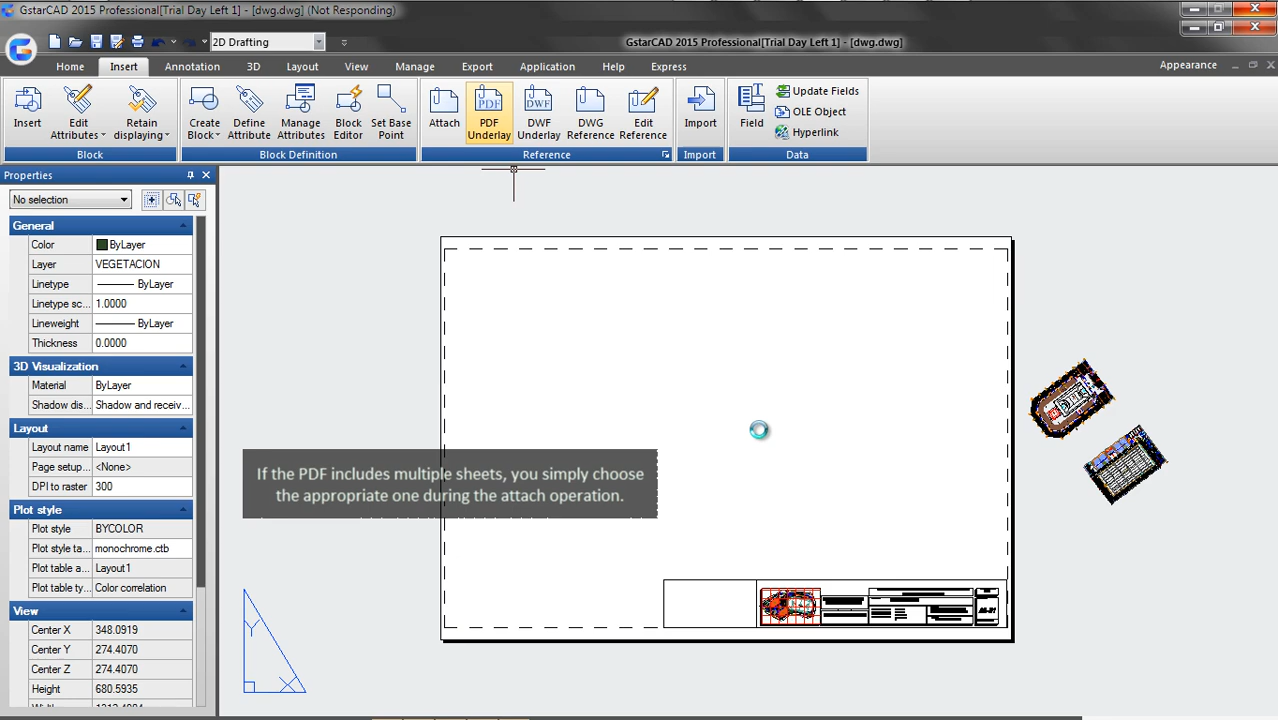 GstarCAD 2015 Professional[Trial Day Left 1] - [dwg.dwg] (Not Responding)
2D Drafting
GstarCAD 2015 Professional[Trial Day Left 1] - [dwg.dwg]
Home Insert Annotation 3D Layout View Manage Export Application Help Express Appearance
Insert
Edit
Attributes
Retain
displaying
Block
Create
Block
Define
Attribute
Manage
Attributes
Block
Editor
Set Base
Point
Block Definition
Attach
PDF
Underlay
DWF
Underlay
DWG
Reference
Edit
Reference
Reference
Import
Import
Field
Update Fields
OLE Object
Hyperlink
Data
Properties
No selection
General
Color ByLayer
Layer VEGETACION
Linetype ByLayer
Linetype sc... 1.0000
Lineweight ByLayer
Thickness 0.0000
3D Visualization
Material ByLayer
Shadow dis... Shadow and receiv...
Layout
Layout name Layout1
Page setup... <None>
DPI to raster 300
Plot style
Plot style BYCOLOR
Plot style ta... monochrome.ctb
Plot table a... Layout1
Plot table ty... Color correlation
View
Center X 348.0919
Center Y 274.4070
Center Z 274.4070
Height 680.5935
If the PDF includes multiple sheets, you simply choose
the appropriate one during the attach operation.
Y
X